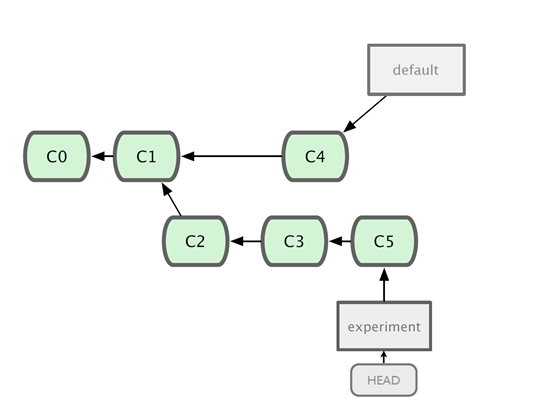 default
C0
C1
C4
C2
C3
C5
experiment
HEAD